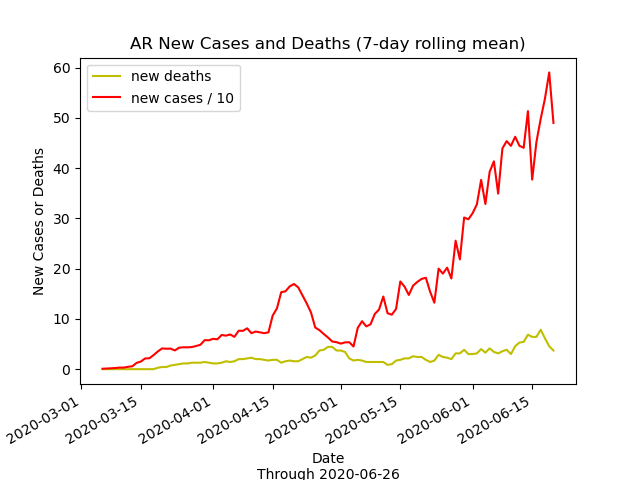 AR New Cases and Deaths (7-day rolling mean)
new deaths
new cases / 10
60
50
40
30
20
10
0
New Cases or Deaths
2020-03-01
2020-03-15
2020-04-01
2020-04-15
2020-05-01
2020-05-15
2020-06-01
2020-06-15
Date
Through 2020-06-26